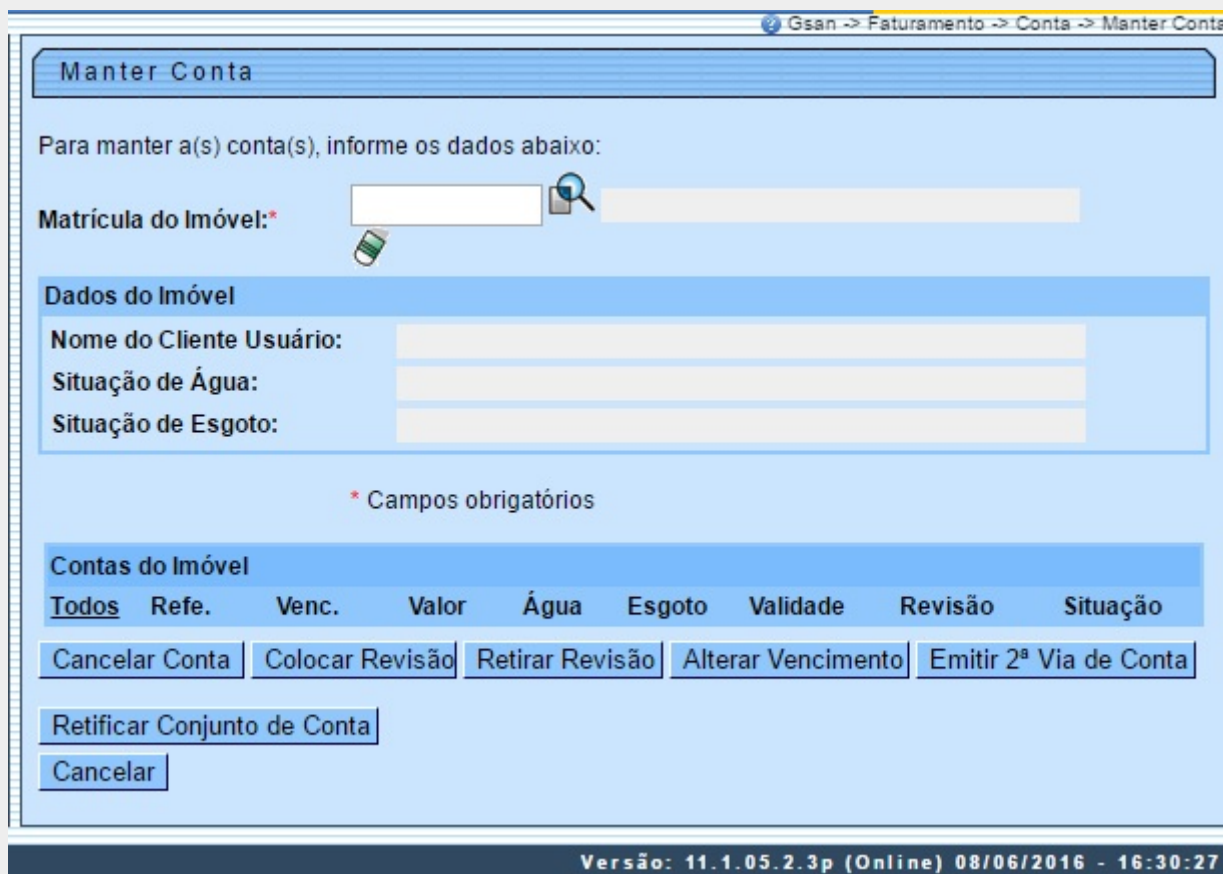 Gsan -> Faturamento -> Conta -> Manter Conta
Manter Conta
Para manter a(s) conta(s), informe os dados abaixo:
Matrícula do Imóvel:*
Dados do Imóvel
Nome do Cliente Usuário:
Situação de Água:
Situação de Esgoto:
* Campos obrigatórios
Contas do Imóvel
Todos Refe. Venc. Valor Água Esgoto Validade Revisão Situação
Cancelar Conta Colocar Revisão Retirar Revisão Alterar Vencimento Emitir 2ª Via de Conta
Retificar Conjunto de Conta
Cancelar
Versão: 11.1.05.2.3p (Online) 08/06/2016 - 16:30:27